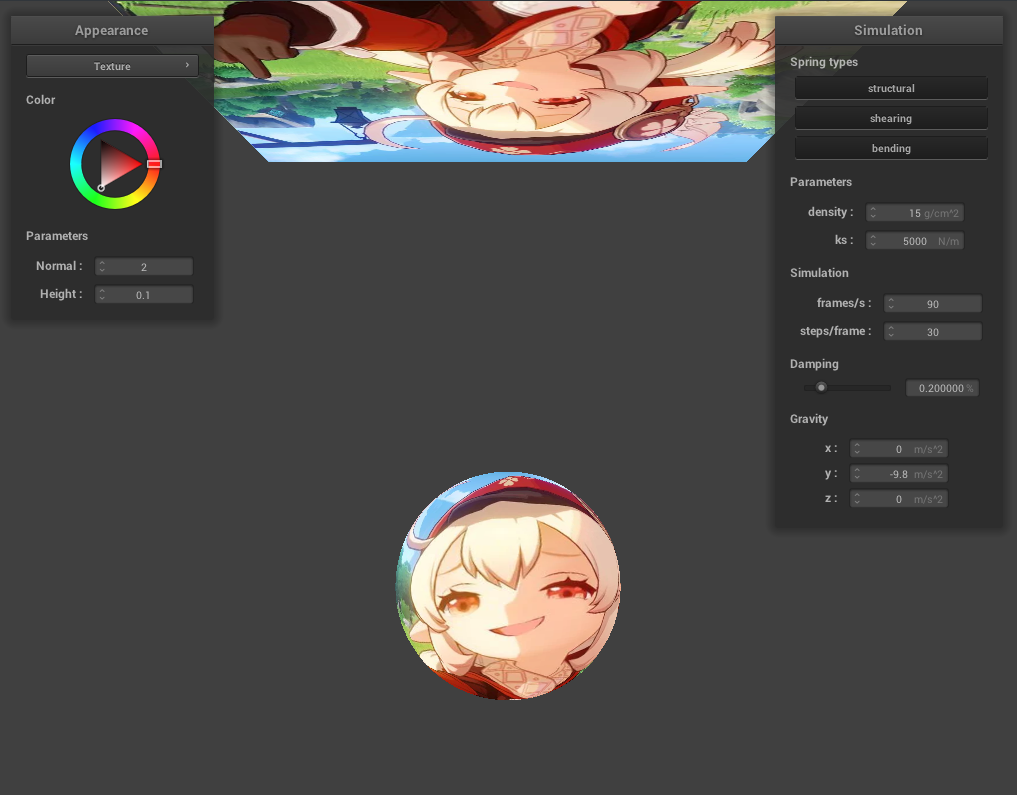 Appearance
Texture
Color
Parameters
Normal : 2
Height : 0.1
Simulation
Spring types
structural
shearing
bending
Parameters
density : 15 g/cm^2
ks : 5000 N/m
Simulation
frames/s : 90
steps/frame : 30
Damping
0.200000 %
Gravity
x : 0 m/s^2
y : -9.8 m/s^2
z : 0 m/s^2